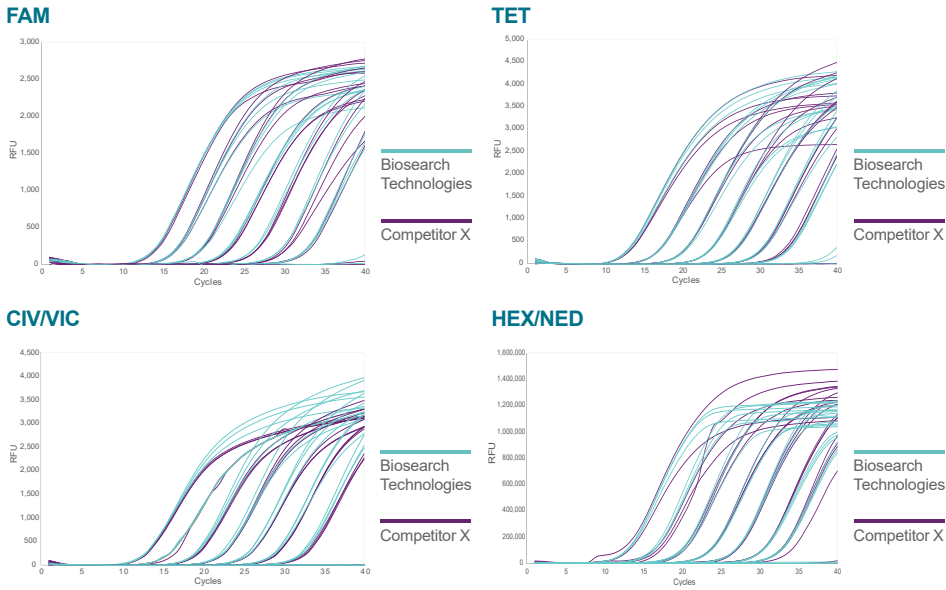 FAM
3,000
2,500
2,000
1,500
1,000
500
0
RFU
0 5 10 15 20 25 30 35 40
Cycles
Biosearch
Technologies
Competitor X
TET
5,000
4,500
4,000
3,500
3,000
2,500
2,000
1,500
1,000
500
0
RFU
0 5 10 15 20 25 30 35 40
Cycles
Biosearch
Technologies
Competitor X
CIV/VIC
4,500
4,000
3,500
3,000
2,500
2,000
1,500
1,000
500
0
RFU
0 5 10 15 20 25 30 35 40
Cycles
Biosearch
Technologies
Competitor X
HEX/NED
1,600,000
1,400,000
1,200,000
1,000,000
800,000
600,000
400,000
200,000
0
RFU
0 5 10 15 20 25 30 35 40
Cycles
Biosearch
Technologies
Competitor X